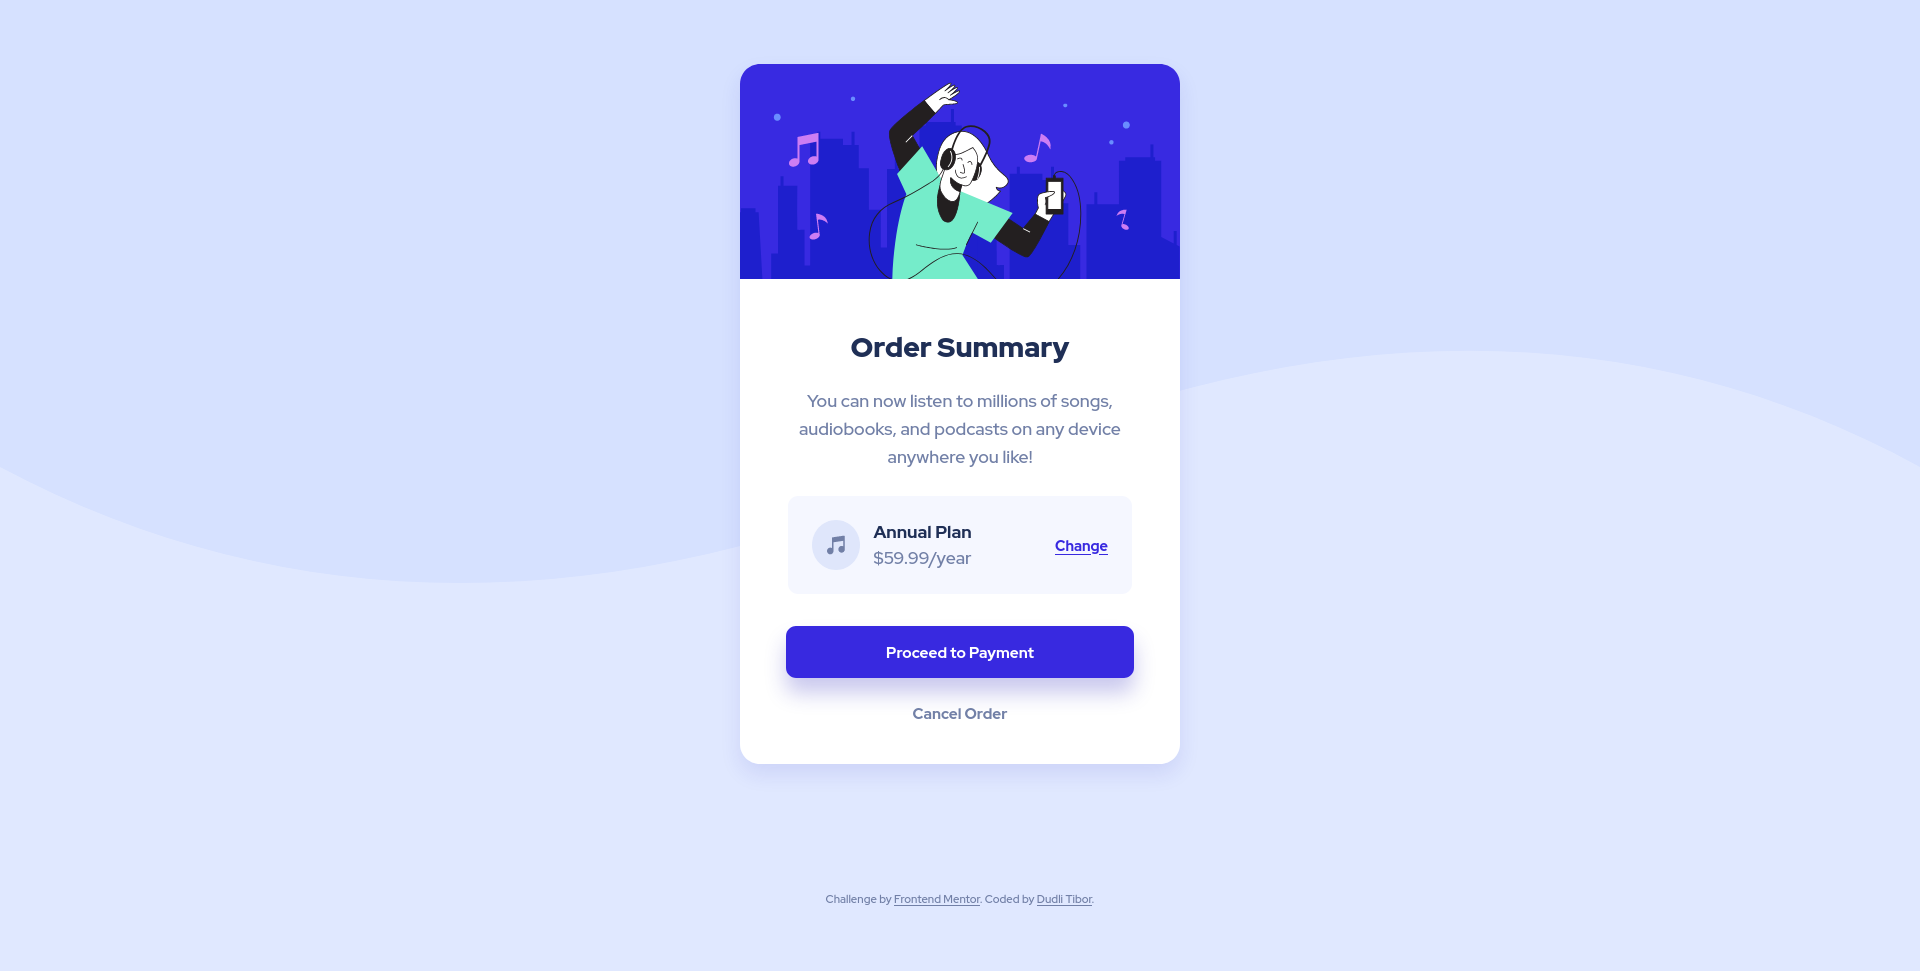 Order Summary
You can now listen to millions of songs,
audiobooks, and podcasts on any device
anywhere you like!
Annual Plan
$59.99/year
Change
Proceed to Payment
Cancel Order
Challenge by Frontend Mentor. Coded by Dudli Tibor.